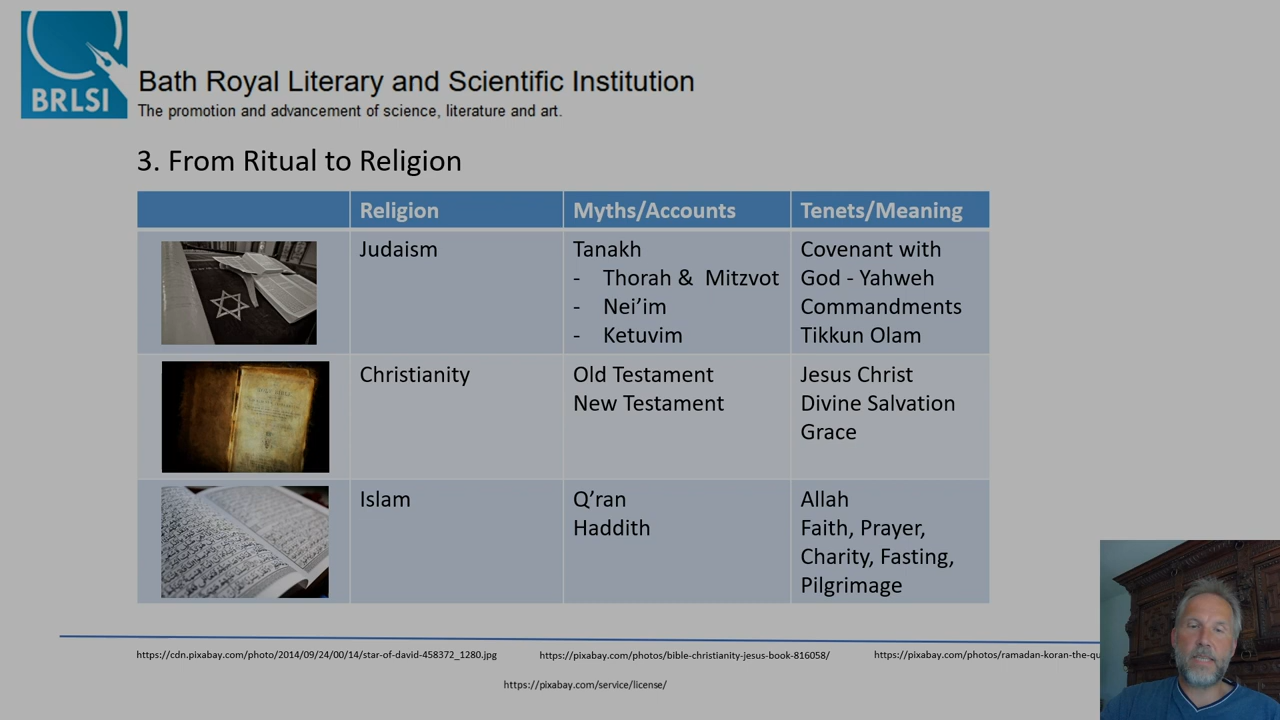 BRLSI
Bath Royal Literary and Scientific Institution
The promotion and advancement of science, literature and art.
3. From Ritual to Religion
Religion Myths/Accounts Tenets/Meaning
Judaism
Tanakh
- Thorah & Mitzvot
- Nei’im
- Ketuvim
Covenant with
God - Yahweh
Commandments
Tikkun Olam
Christianity
Old Testament
New Testament
Jesus Christ
Divine Salvation
Grace
Islam
Q’ran
Haddith
Allah
Faith, Prayer,
Charity, Fasting,
Pilgrimage
https://cdn.pixabay.com/photo/2014/09/24/00/14/star-of-david-458372_1280.jpg
https://pixabay.com/photos/bible-christianity-jesus-book-816058/
https://pixabay.com/photos/ramadan-koran-the-qu
https://pixabay.com/service/license/